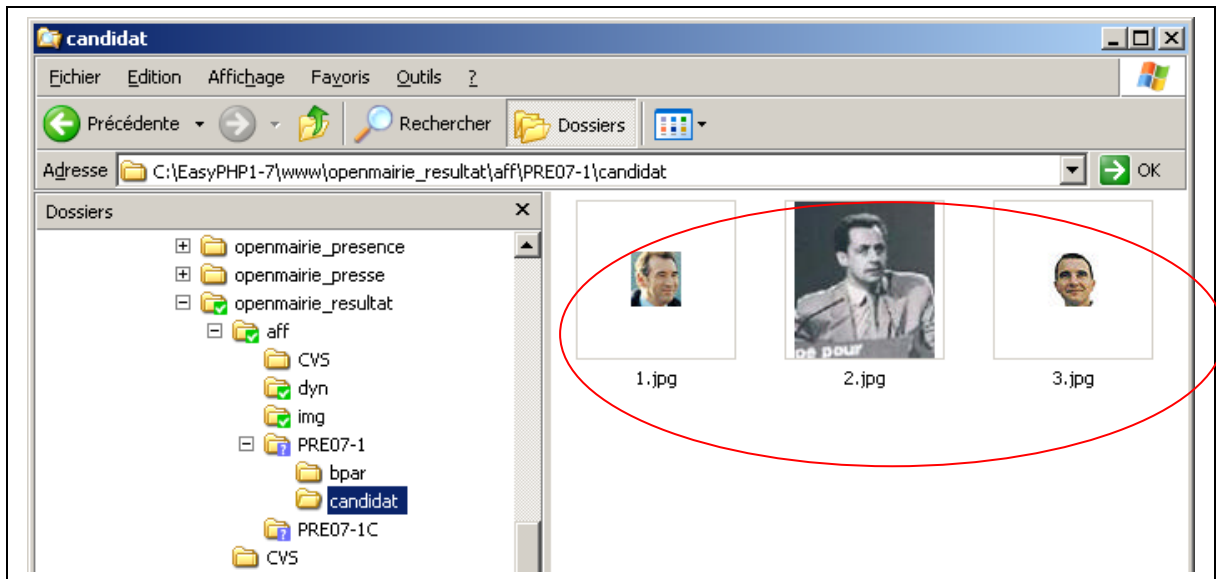 candidat
Fichier Edition Affichage Favoris Outils ?
Précédente Rechercher Dossiers
Adresse C:\EasyPHP1-7\www\openmairie_resultat\aff\PRE07-1\candidat OK
Dossiers
openmairie_presence
openmairie_presse
openmairie_resultat
aff
CVS
dyn
img
PRE07-1
bpar
candidat
PRE07-1C
CVS
pour
1.jpg 2.jpg 3.jpg